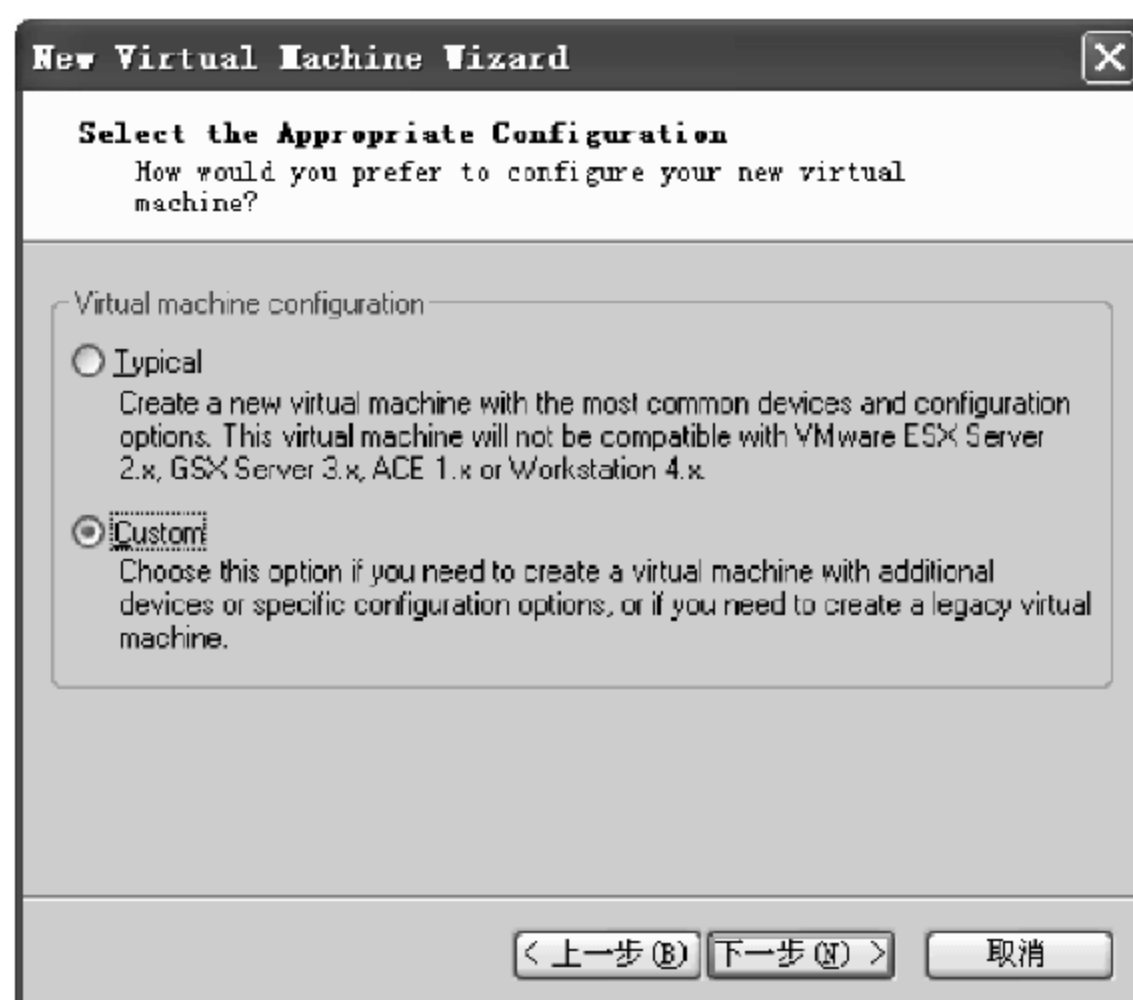 New Virtual Machine Wizard
Select the Appropriate Configuration
How would you prefer to configure your new virtual
machine?
Virtual machine configuration
Typical
Create a new virtual machine with the most common devices and configuration
options. This virtual machine will not be compatible with VMware ESX Server
2.x, GSX Server 3.x, ACE 1.x or Workstation 4.x.
Custom
Choose this option if you need to create a virtual machine with additional
devices or specific configuration options, or if you need to create a legacy virtual
machine.
< 上一步(B) 下一步(N) > 取消